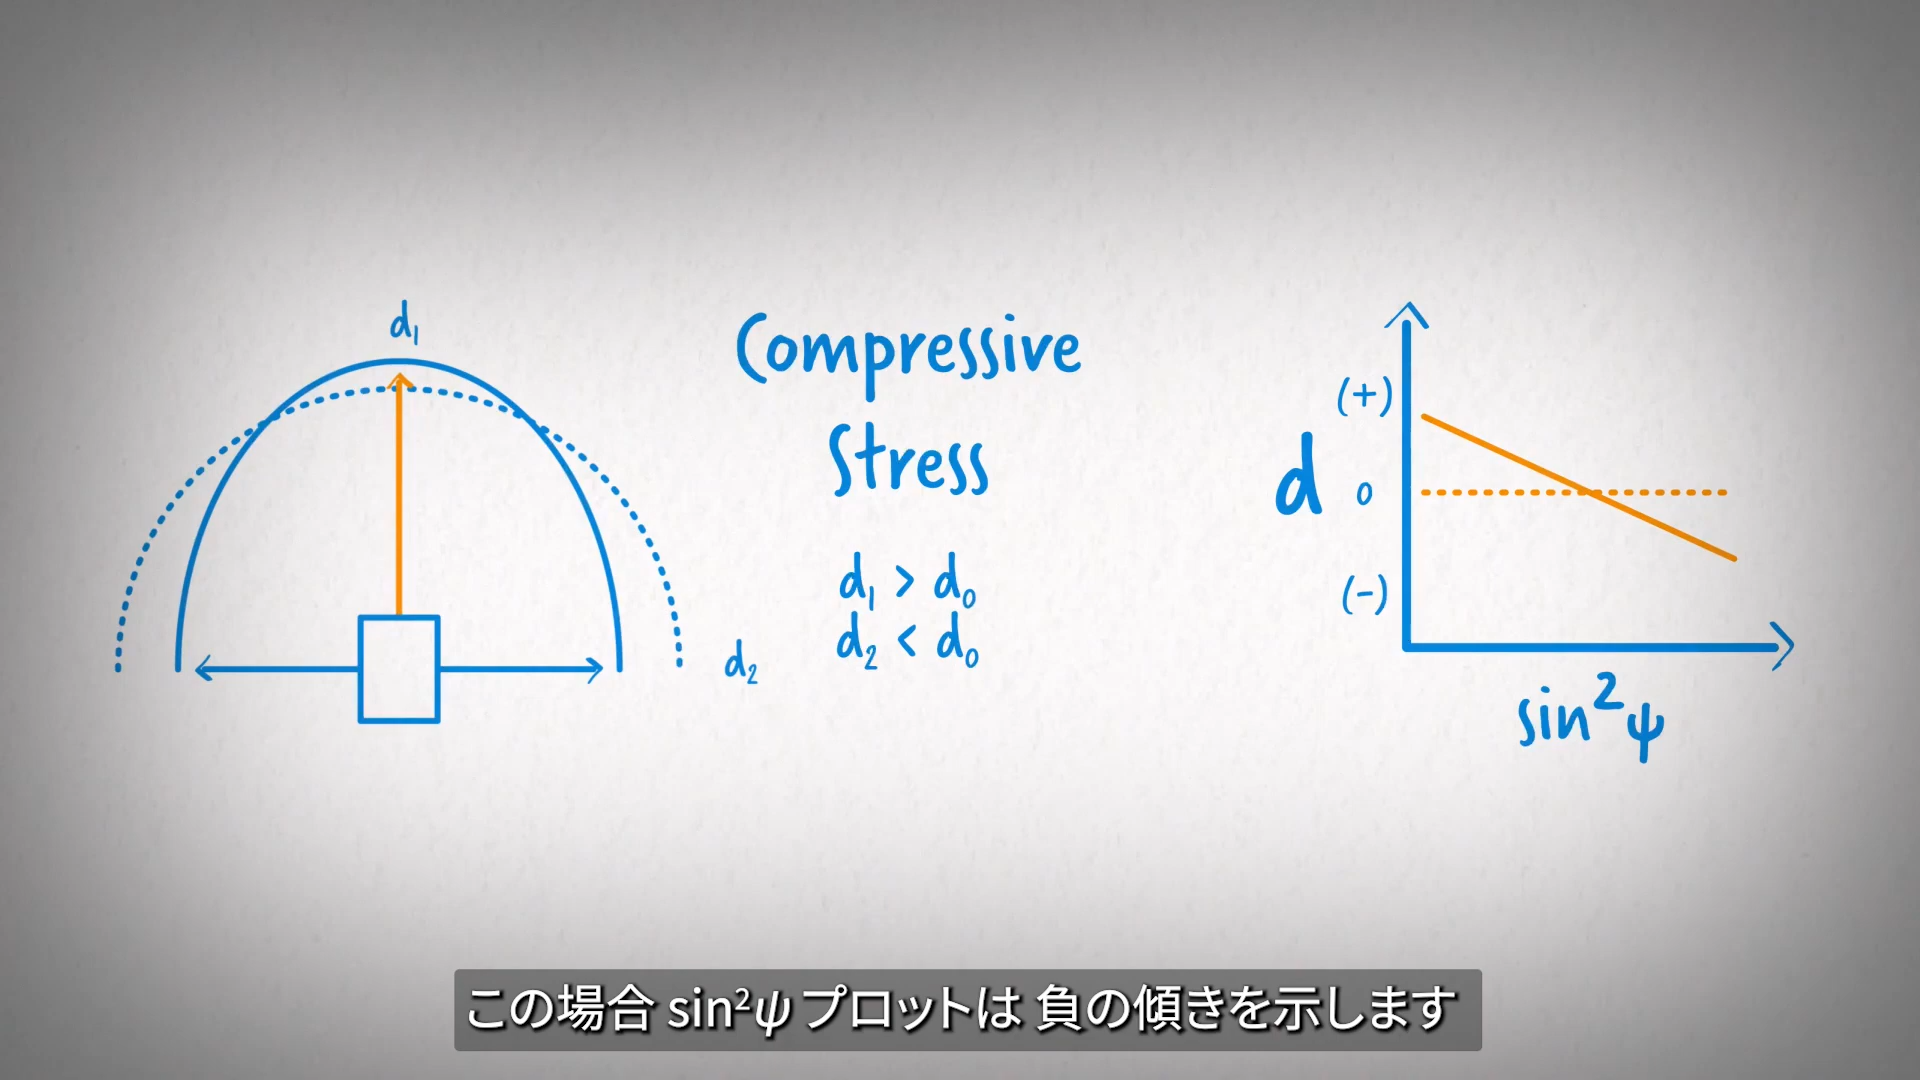 d₁
d₂
Compressive
Stress
d₁ > d₀
d₂ < d₀
(+)
d
0
(-)
sin²ψ
この場合 sin²ψ プロットは 負の傾きを示します